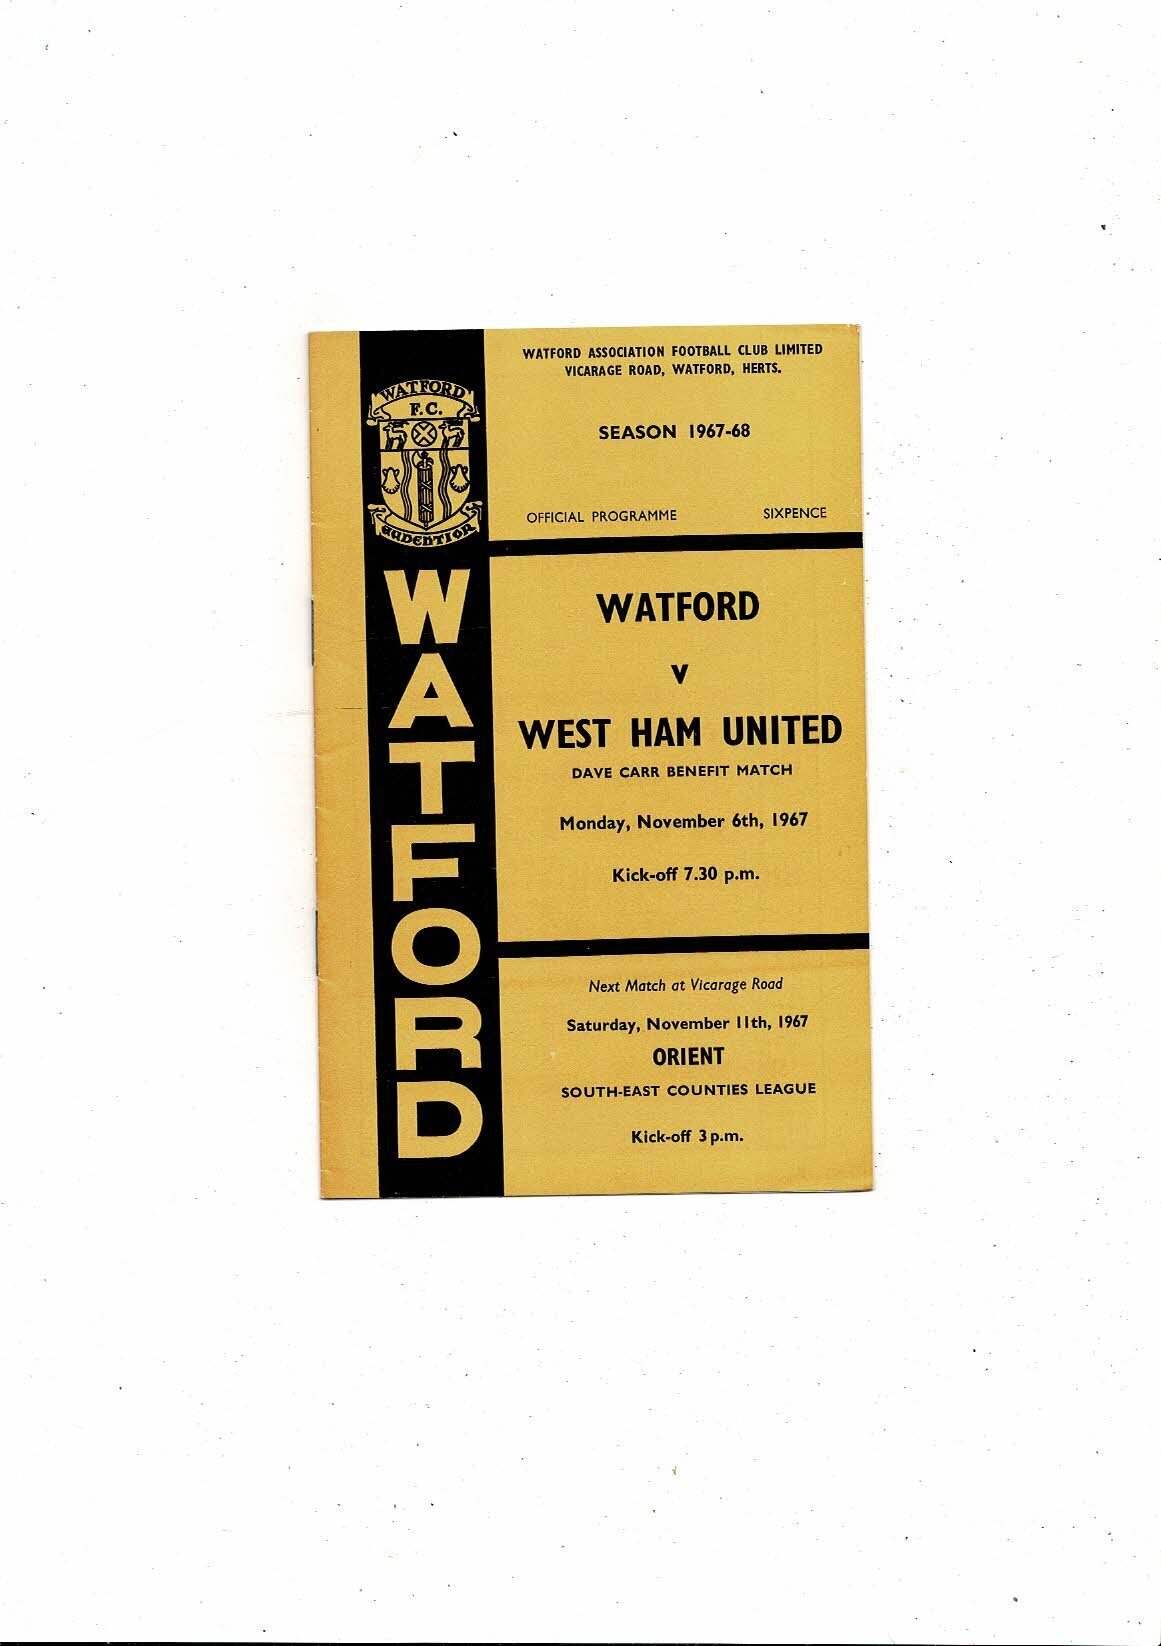 WATFORD ASSOCIATION FOOTBALL CLUB LIMITED
VICARAGE ROAD, WATFORD, HERTS.
SEASON 1967-68
OFFICIAL PROGRAMME SIXPENCE
WATFORD
F.C.
AUDENTIOR
WATFORD
WATFORD
V
WEST HAM UNITED
DAVE CARR BENEFIT MATCH
Monday, November 6th, 1967
Kick-off 7.30 p.m.
Next Match at Vicarage Road
Saturday, November 11th, 1967
ORIENT
SOUTH-EAST COUNTIES LEAGUE
Kick-off 3 p.m.